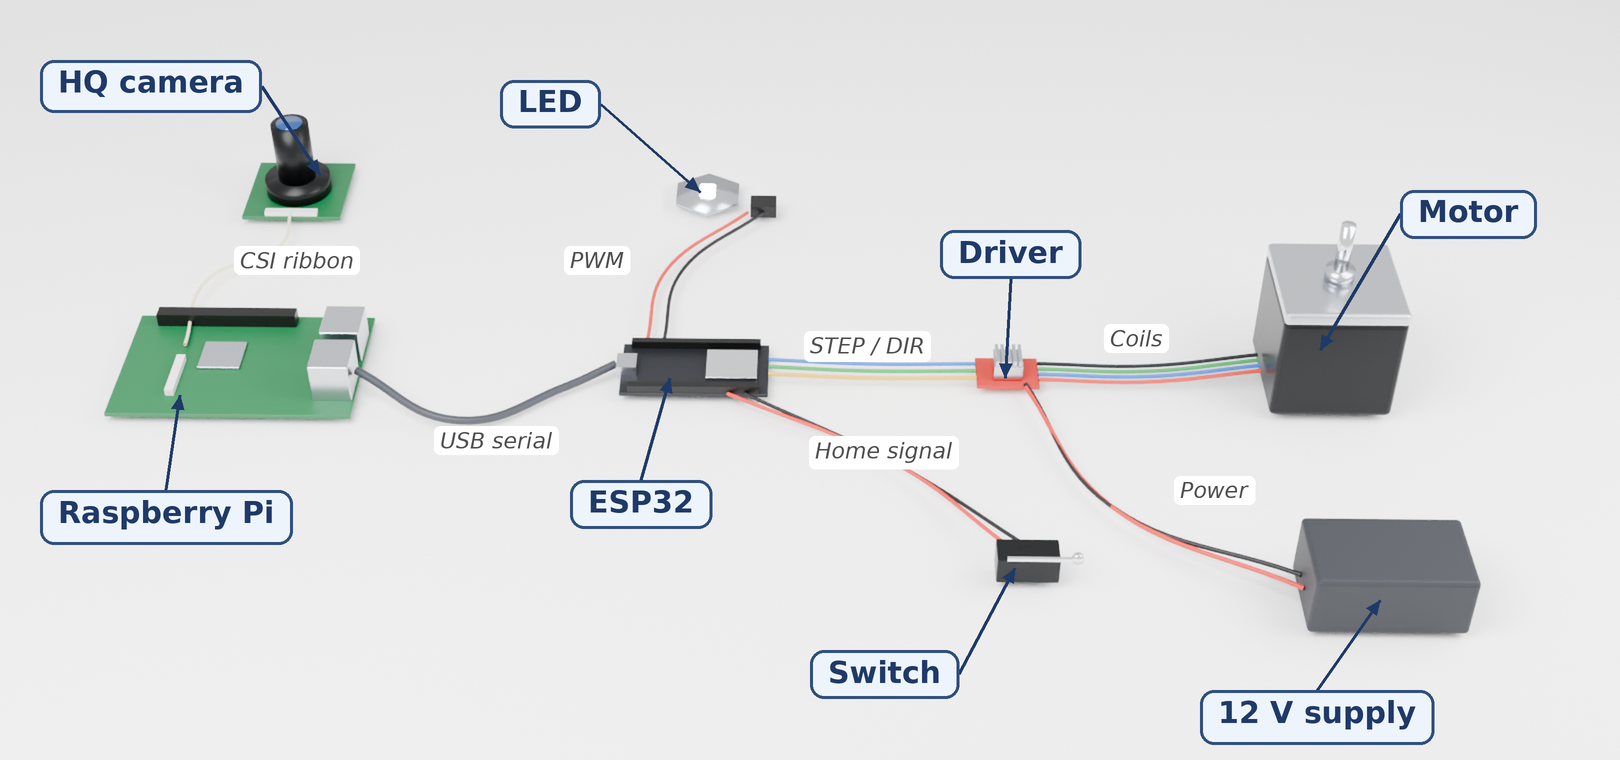 HQ camera
LED
Motor
Driver
CSI ribbon
PWM
STEP / DIR
Coils
USB serial
Home signal
Power
Raspberry Pi
ESP32
Switch
12 V supply